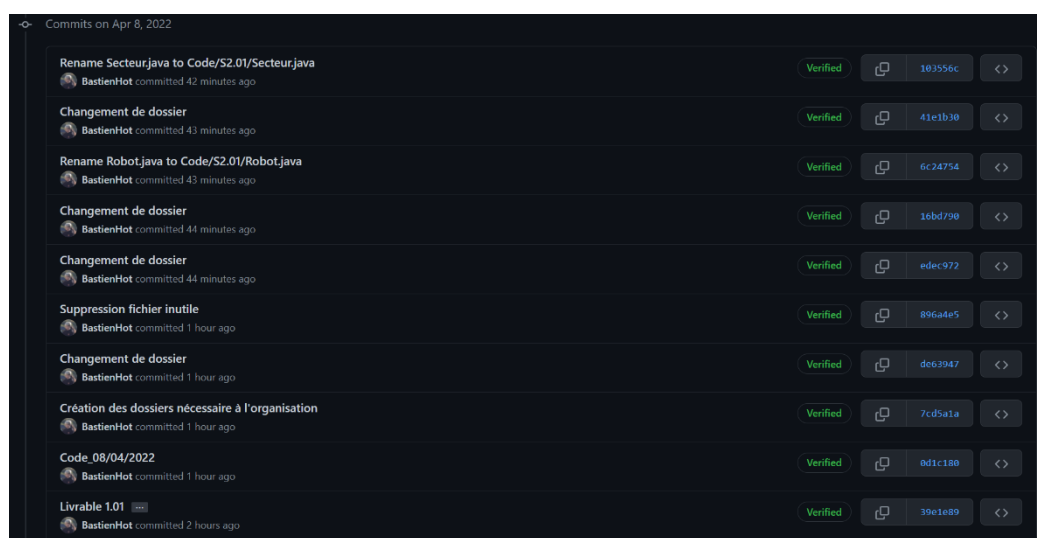 Commits on Apr 8, 2022
Rename Secteur.java to Code/S2.01/Secteur.java
BastienHot committed 42 minutes ago
Verified
103556c
Changement de dossier
BastienHot committed 43 minutes ago
Verified
41e1b30
Rename Robot.java to Code/S2.01/Robot.java
BastienHot committed 43 minutes ago
Verified
6c24754
Changement de dossier
BastienHot committed 44 minutes ago
Verified
16bd790
Changement de dossier
BastienHot committed 44 minutes ago
Verified
edec972
Suppression fichier inutile
BastienHot committed 1 hour ago
Verified
896a4e5
Changement de dossier
BastienHot committed 1 hour ago
Verified
de63947
Création des dossiers nécessaire à l'organisation
BastienHot committed 1 hour ago
Verified
7cd5a1a
Code_08/04/2022
BastienHot committed 1 hour ago
Verified
0d1c180
Livrable 1.01 ...
BastienHot committed 2 hours ago
Verified
39e1e89